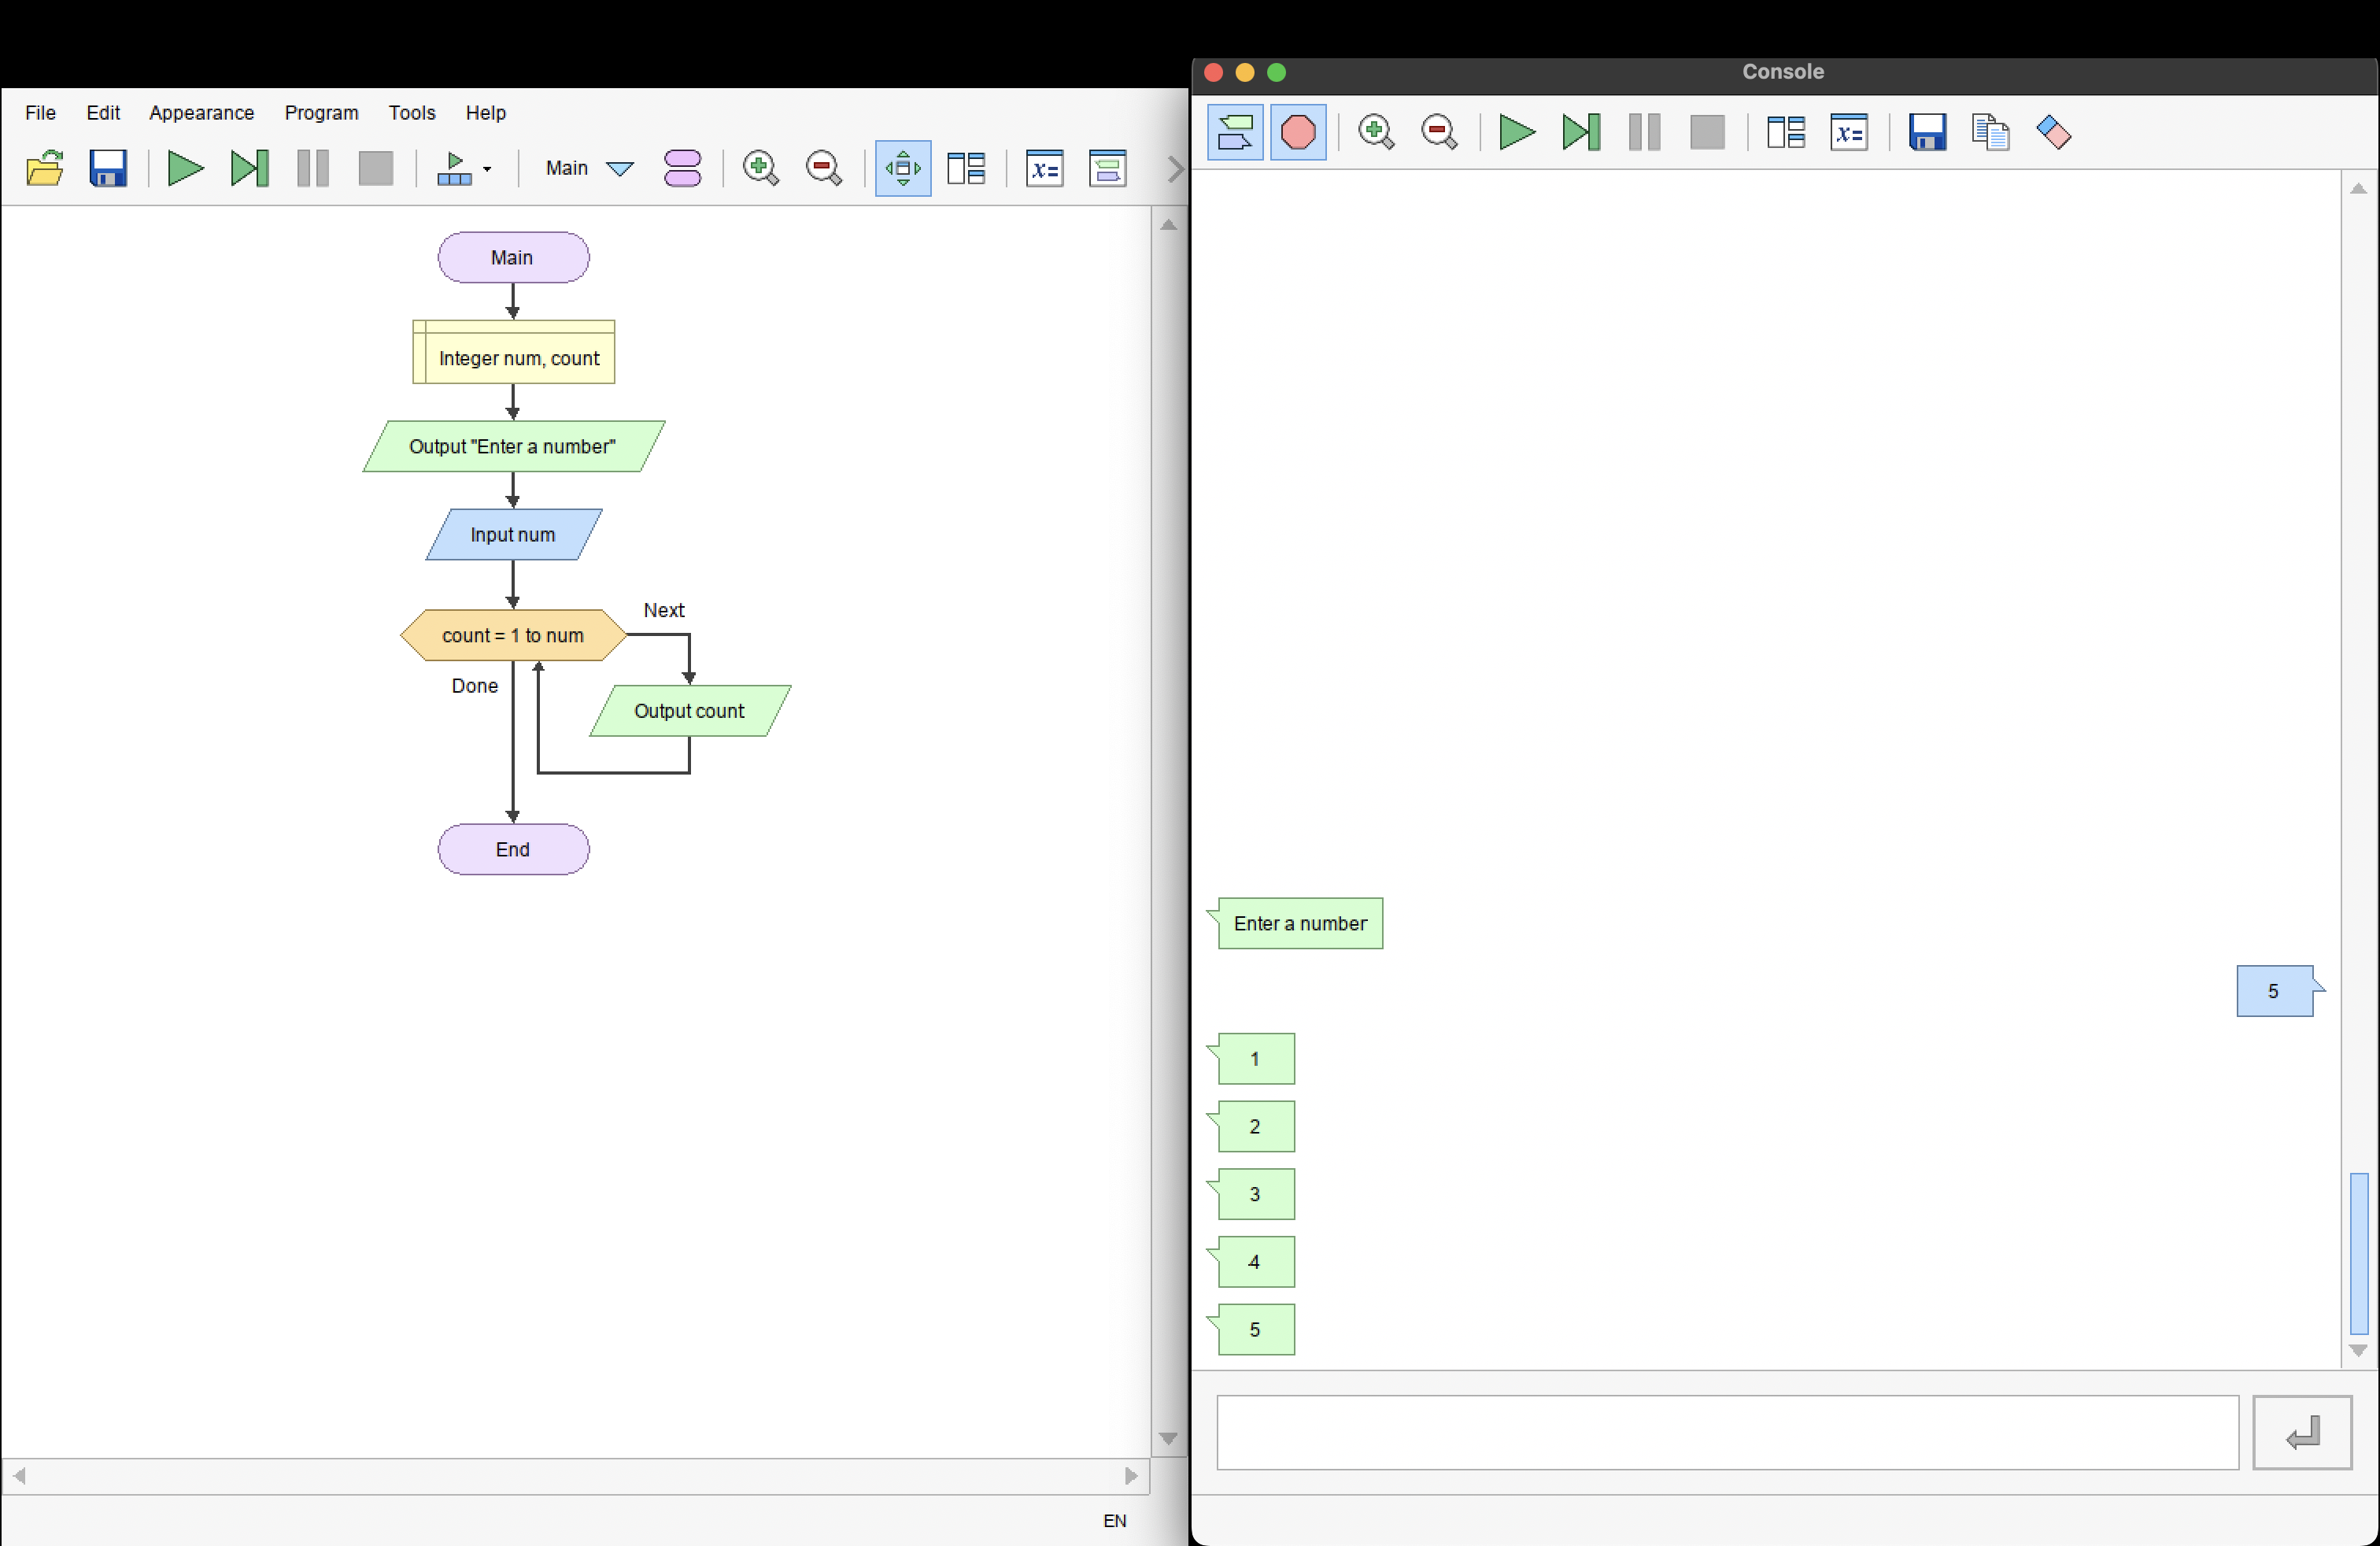 File Edit Appearance Program Tools Help
Main
x=
Main
Integer num, count
Output "Enter a number"
Input num
count = 1 to num
Next
Done
Output count
End
EN
Console
x=
Enter a number
5
1
2
3
4
5